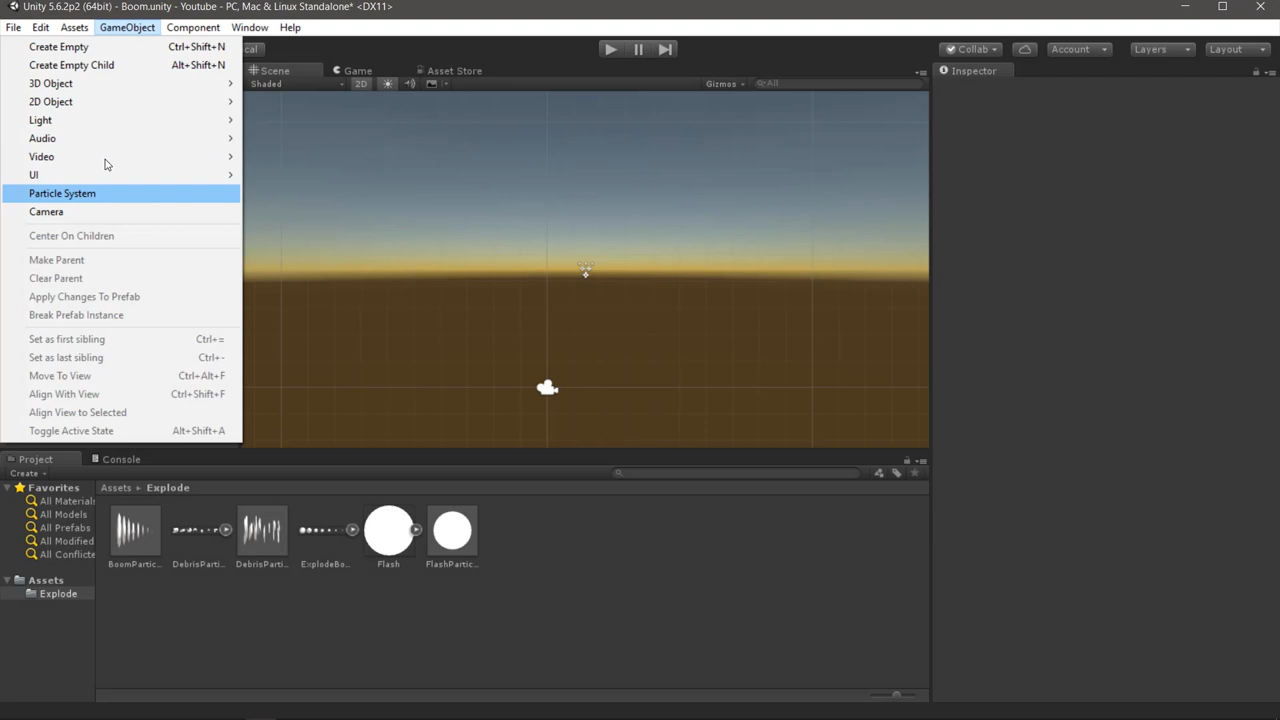 Unity 5.6.2p2 (64bit) - Boom.unity - Youtube - PC, Mac & Linux Standalone* <DX11>
File Edit Assets GameObject Component Window Help
Create Empty Ctrl+Shift+N
Create Empty Child Alt+Shift+N
3D Object
2D Object
Light
Audio
Video
UI
Particle System
Camera
Center On Children
Make Parent
Clear Parent
Apply Changes To Prefab
Break Prefab Instance
Set as first sibling Ctrl+=
Set as last sibling Ctrl+-
Move To View Ctrl+Alt+F
Align With View Ctrl+Shift+F
Align View to Selected
Toggle Active State Alt+Shift+A
cal
Collab Account Layers Layout
Scene Game Asset Store
Shaded 2D Gizmos All
Inspector
Project Console
Create
Favorites
All Materials
All Models
All Prefabs
All Modified
All Conflicte
Assets
Explode
Assets Explode
BoomPartic... DebrisParti... DebrisParti... ExplodeBo... Flash FlashPartic...